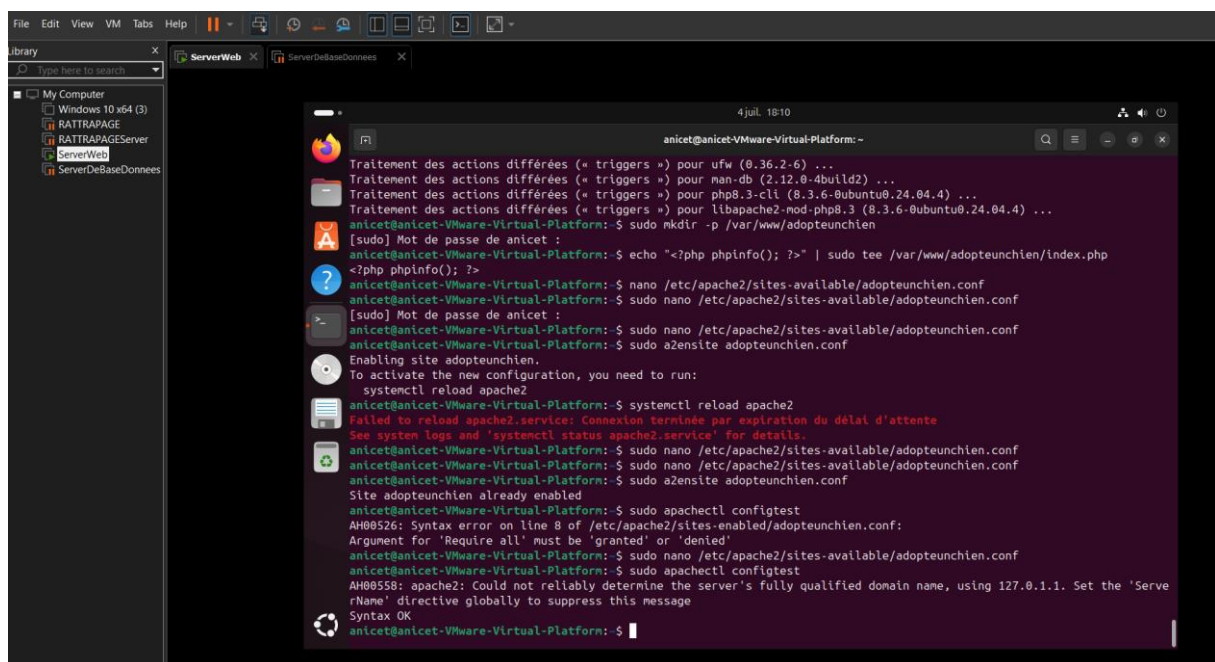 File Edit View VM Tabs Help
Library
Type here to search
My Computer
Windows 10 x64 (3)
RATTRAPAGE
RATTRAPAGEServer
ServerWeb
ServerDeBaseDonnees
ServerWeb
ServerDeBaseDonnees
4 juil. 18:10
anicet@anicet-VMware-Virtual-Platform: ~
Traitement des actions différées (« triggers ») pour ufw (0.36.2-6) ...
Traitement des actions différées (« triggers ») pour man-db (2.12.0-4build2) ...
Traitement des actions différées (« triggers ») pour php8.3-cli (8.3.6-0ubuntu0.24.04.4) ...
Traitement des actions différées (« triggers ») pour libapache2-mod-php8.3 (8.3.6-0ubuntu0.24.04.4) ...
anicet@anicet-VMware-Virtual-Platform:~$ sudo mkdir -p /var/www/adopteunchien
[sudo] Mot de passe de anicet :
anicet@anicet-VMware-Virtual-Platform:~$ echo "<?php phpinfo(); ?>" | sudo tee /var/www/adopteunchien/index.php
<?php phpinfo(); ?>
anicet@anicet-VMware-Virtual-Platform:~$ nano /etc/apache2/sites-available/adopteunchien.conf
anicet@anicet-VMware-Virtual-Platform:~$ sudo nano /etc/apache2/sites-available/adopteunchien.conf
[sudo] Mot de passe de anicet :
anicet@anicet-VMware-Virtual-Platform:~$ sudo nano /etc/apache2/sites-available/adopteunchien.conf
anicet@anicet-VMware-Virtual-Platform:~$ sudo a2ensite adopteunchien.conf
Enabling site adopteunchien.
To activate the new configuration, you need to run:
systemctl reload apache2
anicet@anicet-VMware-Virtual-Platform:~$ systemctl reload apache2
Failed to reload apache2.service: Connexion terminée par expiration du délai d'attente
See system logs and 'systemctl status apache2.service' for details.
anicet@anicet-VMware-Virtual-Platform:~$ sudo nano /etc/apache2/sites-available/adopteunchien.conf
anicet@anicet-VMware-Virtual-Platform:~$ sudo nano /etc/apache2/sites-available/adopteunchien.conf
anicet@anicet-VMware-Virtual-Platform:~$ sudo a2ensite adopteunchien.conf
Site adopteunchien already enabled
anicet@anicet-VMware-Virtual-Platform:~$ sudo apachectl configtest
AH00526: Syntax error on line 8 of /etc/apache2/sites-enabled/adopteunchien.conf:
Argument for 'Require all' must be 'granted' or 'denied'
anicet@anicet-VMware-Virtual-Platform:~$ sudo nano /etc/apache2/sites-available/adopteunchien.conf
anicet@anicet-VMware-Virtual-Platform:~$ sudo apachectl configtest
AH00558: apache2: Could not reliably determine the server's fully qualified domain name, using 127.0.1.1. Set the 'Serve
rName' directive globally to suppress this message
Syntax OK
anicet@anicet-VMware-Virtual-Platform:~$